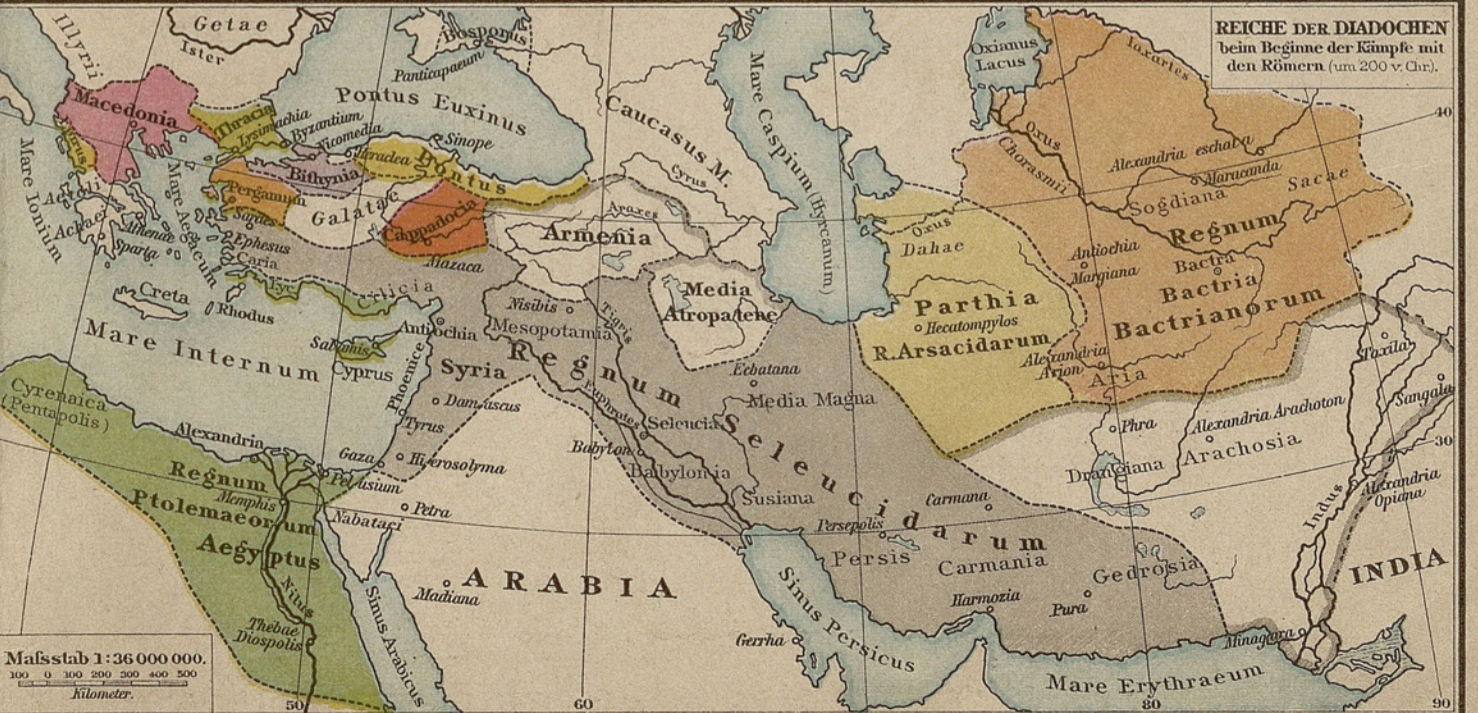 REICHE DER DIADOCHEN
beim Beginne der Kämpfe mit
den Römern (um 200 v. Chr.).
Illyrii
Getae
Ister
Bosporus
Panticapaeum
Pontus Euxinus
Caucasus M.
Mare Caspium (Hyrcanum)
Oxianus
Lacus
Iaxartes
40
Macedonia
Thracia
Lysimachia
Byzantium
Nicomedia
Heraclea
Sinope
Pontus
Epirus
Mare Ionium
Aetoli
Achaei
Athenae
Sparta
Mare Aegaeum
Bithynia
Pergamum
Sardes
Galatae
Cappadocia
Mazaca
Ephesus
Caria
Lyc.
Cilicia
Cyrus
Araxes
Armenia
Media
Atropatene
Oxus
Chorasmii
Alexandria eschata
Maracanda
Sogdiana
Sacae
Regnum
Bactra
Bactria
Bactrianorum
Antiochia
Margiana
Oxus
Dahae
Parthia
Hecatompylos
R. Arsacidarum
Alexandria
Arion
Aria
Creta
Rhodus
Mare Internum
Salamis
Cyprus
Phoenice
Antiochia
Syria
Damascus
Tyrus
Nisibis
Mesopotamia
Tigris
Euphrates
Regnum Seleucidarum
Ecbatana
Media Magna
Seleucia
Babylon
Babylonia
Susiana
Persepolis
Persis
Carmana
Carmania
Harmozia
Gedrosia
Pura
Phra
Drangiana
Alexandria Arachoton
Arachosia
Taxila
Sangala
30
Alexandria
Opiana
Indus
INDIA
Minagara
Cyrenaica
(Pentapolis)
Alexandria
Gaza
Hierosolyma
Pelusium
Regnum
Memphis
Ptolemaeorum
Aegyptus
Nilus
Thebae
Diospolis
Nabataei
Petra
ARABIA
Madiana
Sinus Arabicus
Gerrha
Sinus Persicus
Mare Erythraeum
Maſsstab 1:36 000 000.
100 0 100 200 300 400 500
Kilometer.
50
60
80
90